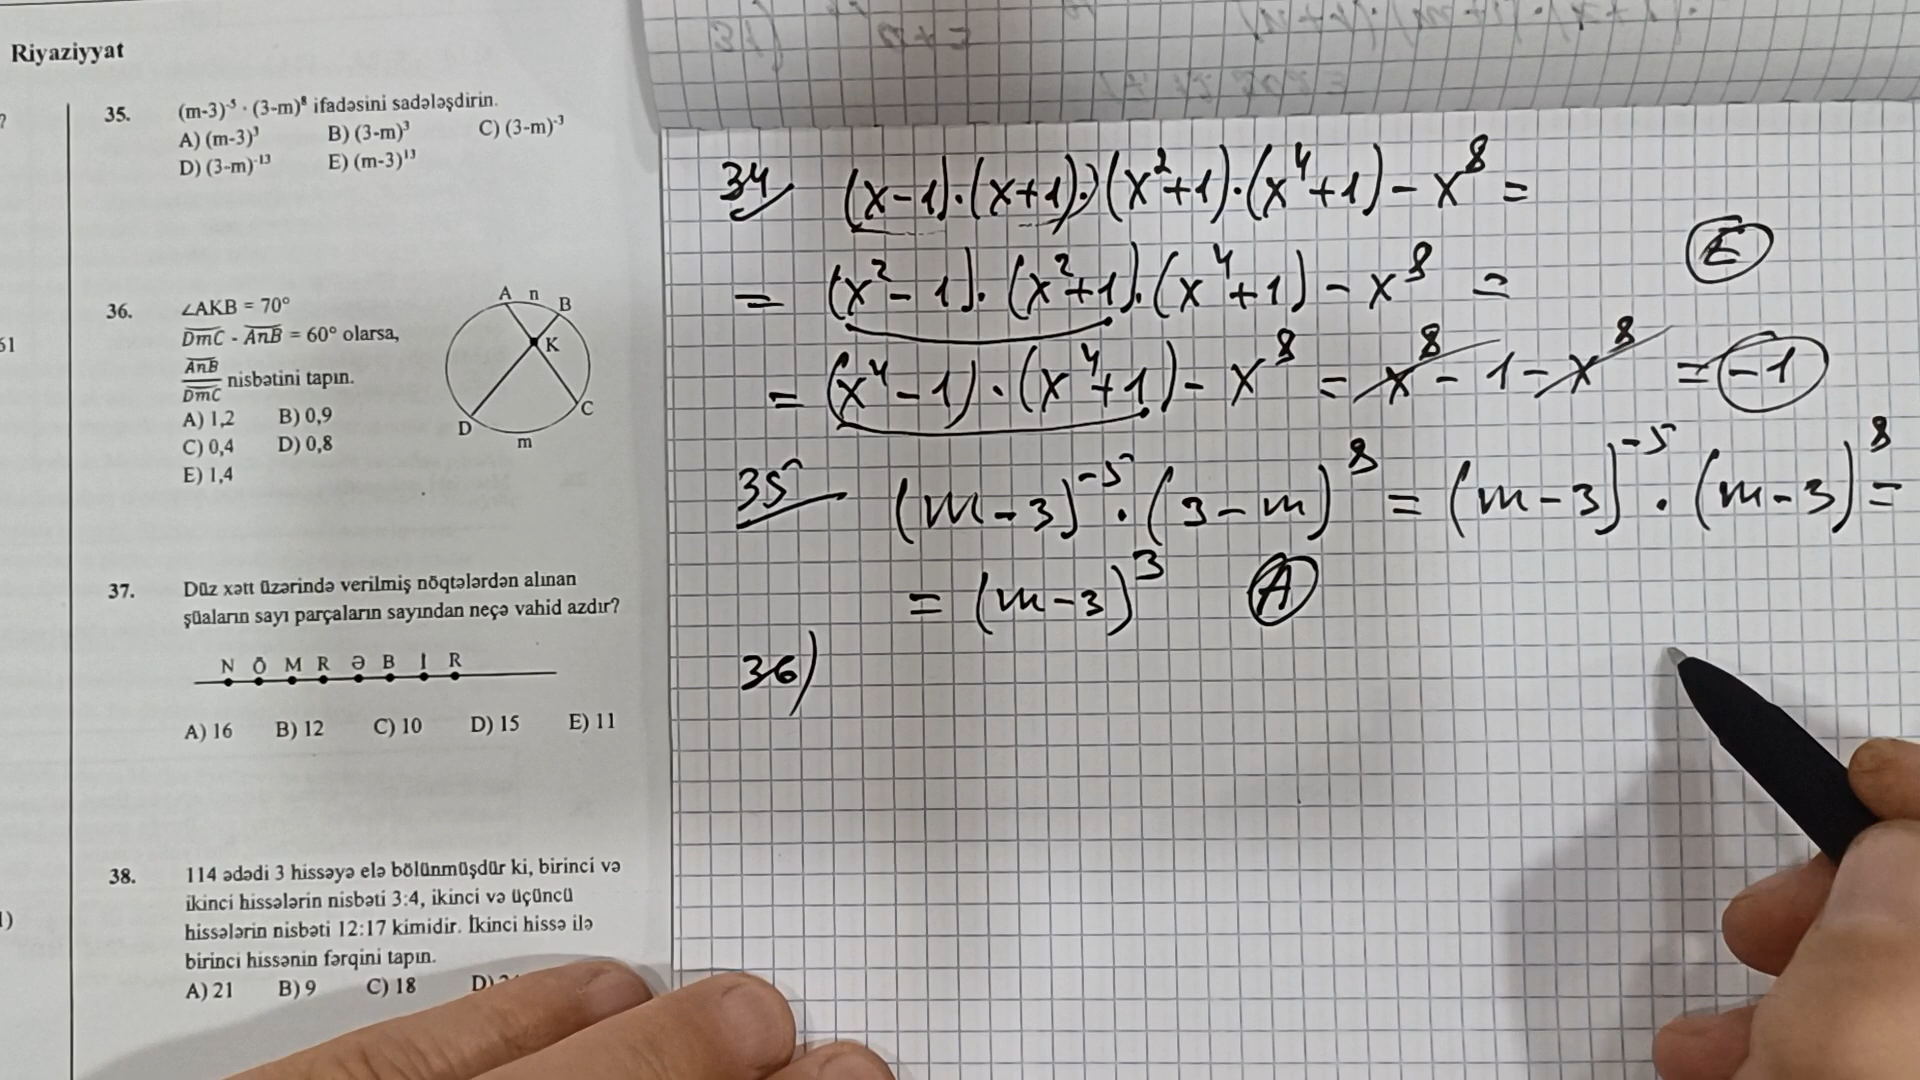 Riyaziyyat
?
35. (m-3)⁻⁵ · (3-m)⁸ ifadəsini sadələşdirin.
A) (m-3)³ B) (3-m)³ C) (3-m)⁻³
D) (3-m)⁻¹³ E) (m-3)¹³
36. ∠AKB = 70°
DmC - AnB = 60° olarsa,
AnB
DmC
nisbətini tapın.
A) 1,2 B) 0,9
C) 0,4 D) 0,8
E) 1,4
A n B
K
D C
m
61
37. Düz xətt üzərində verilmiş nöqtələrdən alınan
şüaların sayı parçaların sayından neçə vahid azdır?
N Ö M R Ə B İ R
A) 16 B) 12 C) 10 D) 15 E) 11
38. 114 ədədi 3 hissəyə elə bölünmüşdür ki, birinci və
ikinci hissələrin nisbəti 3:4, ikinci və üçüncü
hissələrin nisbəti 12:17 kimidir. İkinci hissə ilə
birinci hissənin fərqini tapın.
A) 21 B) 9 C) 18 D)
34 (x-1)·(x+1)·)(x²+1)·(x⁴+1) - x⁸ =
= (x²-1)·(x²+1)·(x⁴+1) - x⁸ = E
= (x⁴-1)·(x⁴+1) - x⁸ = x⁸ - 1 - x⁸ = -1
35 (m-3)⁻⁵ · (3-m)⁸ = (m-3)⁻⁵ · (m-3)⁸ =
= (m-3)³ A
36)